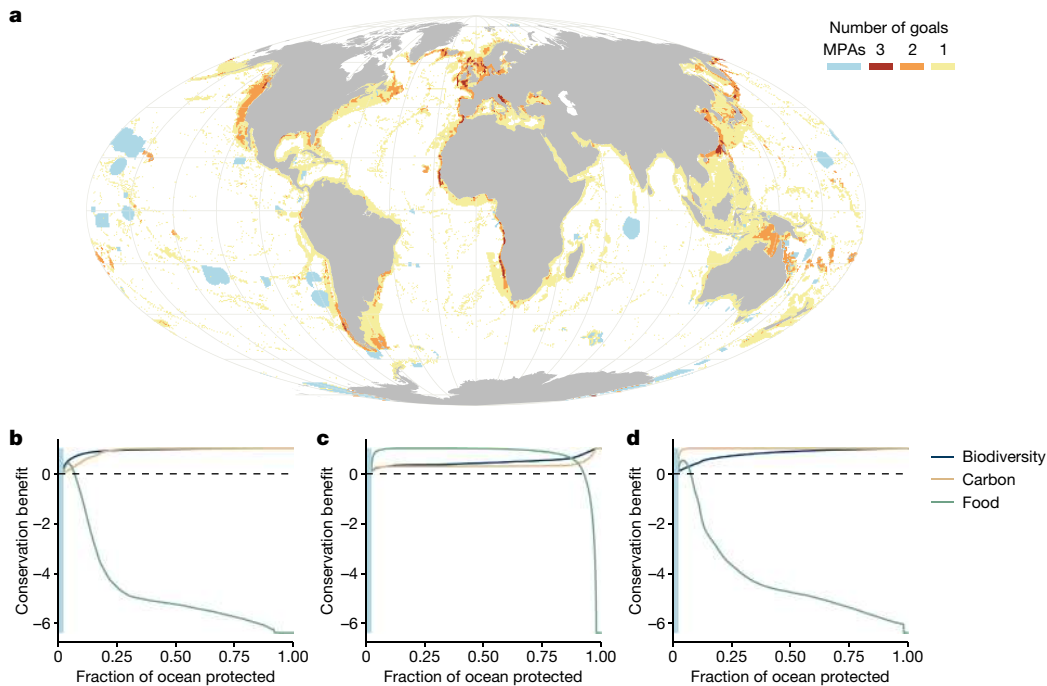 a
Number of goals
MPAs 3 2 1
b
c
d
Conservation benefit
0
−2
−4
−6
0 0.25 0.50 0.75 1.00
Fraction of ocean protected
Conservation benefit
0
−2
−4
−6
0 0.25 0.50 0.75 1.00
Fraction of ocean protected
Conservation benefit
0
−2
−4
−6
0 0.25 0.50 0.75 1.00
Fraction of ocean protected
Biodiversity
Carbon
Food